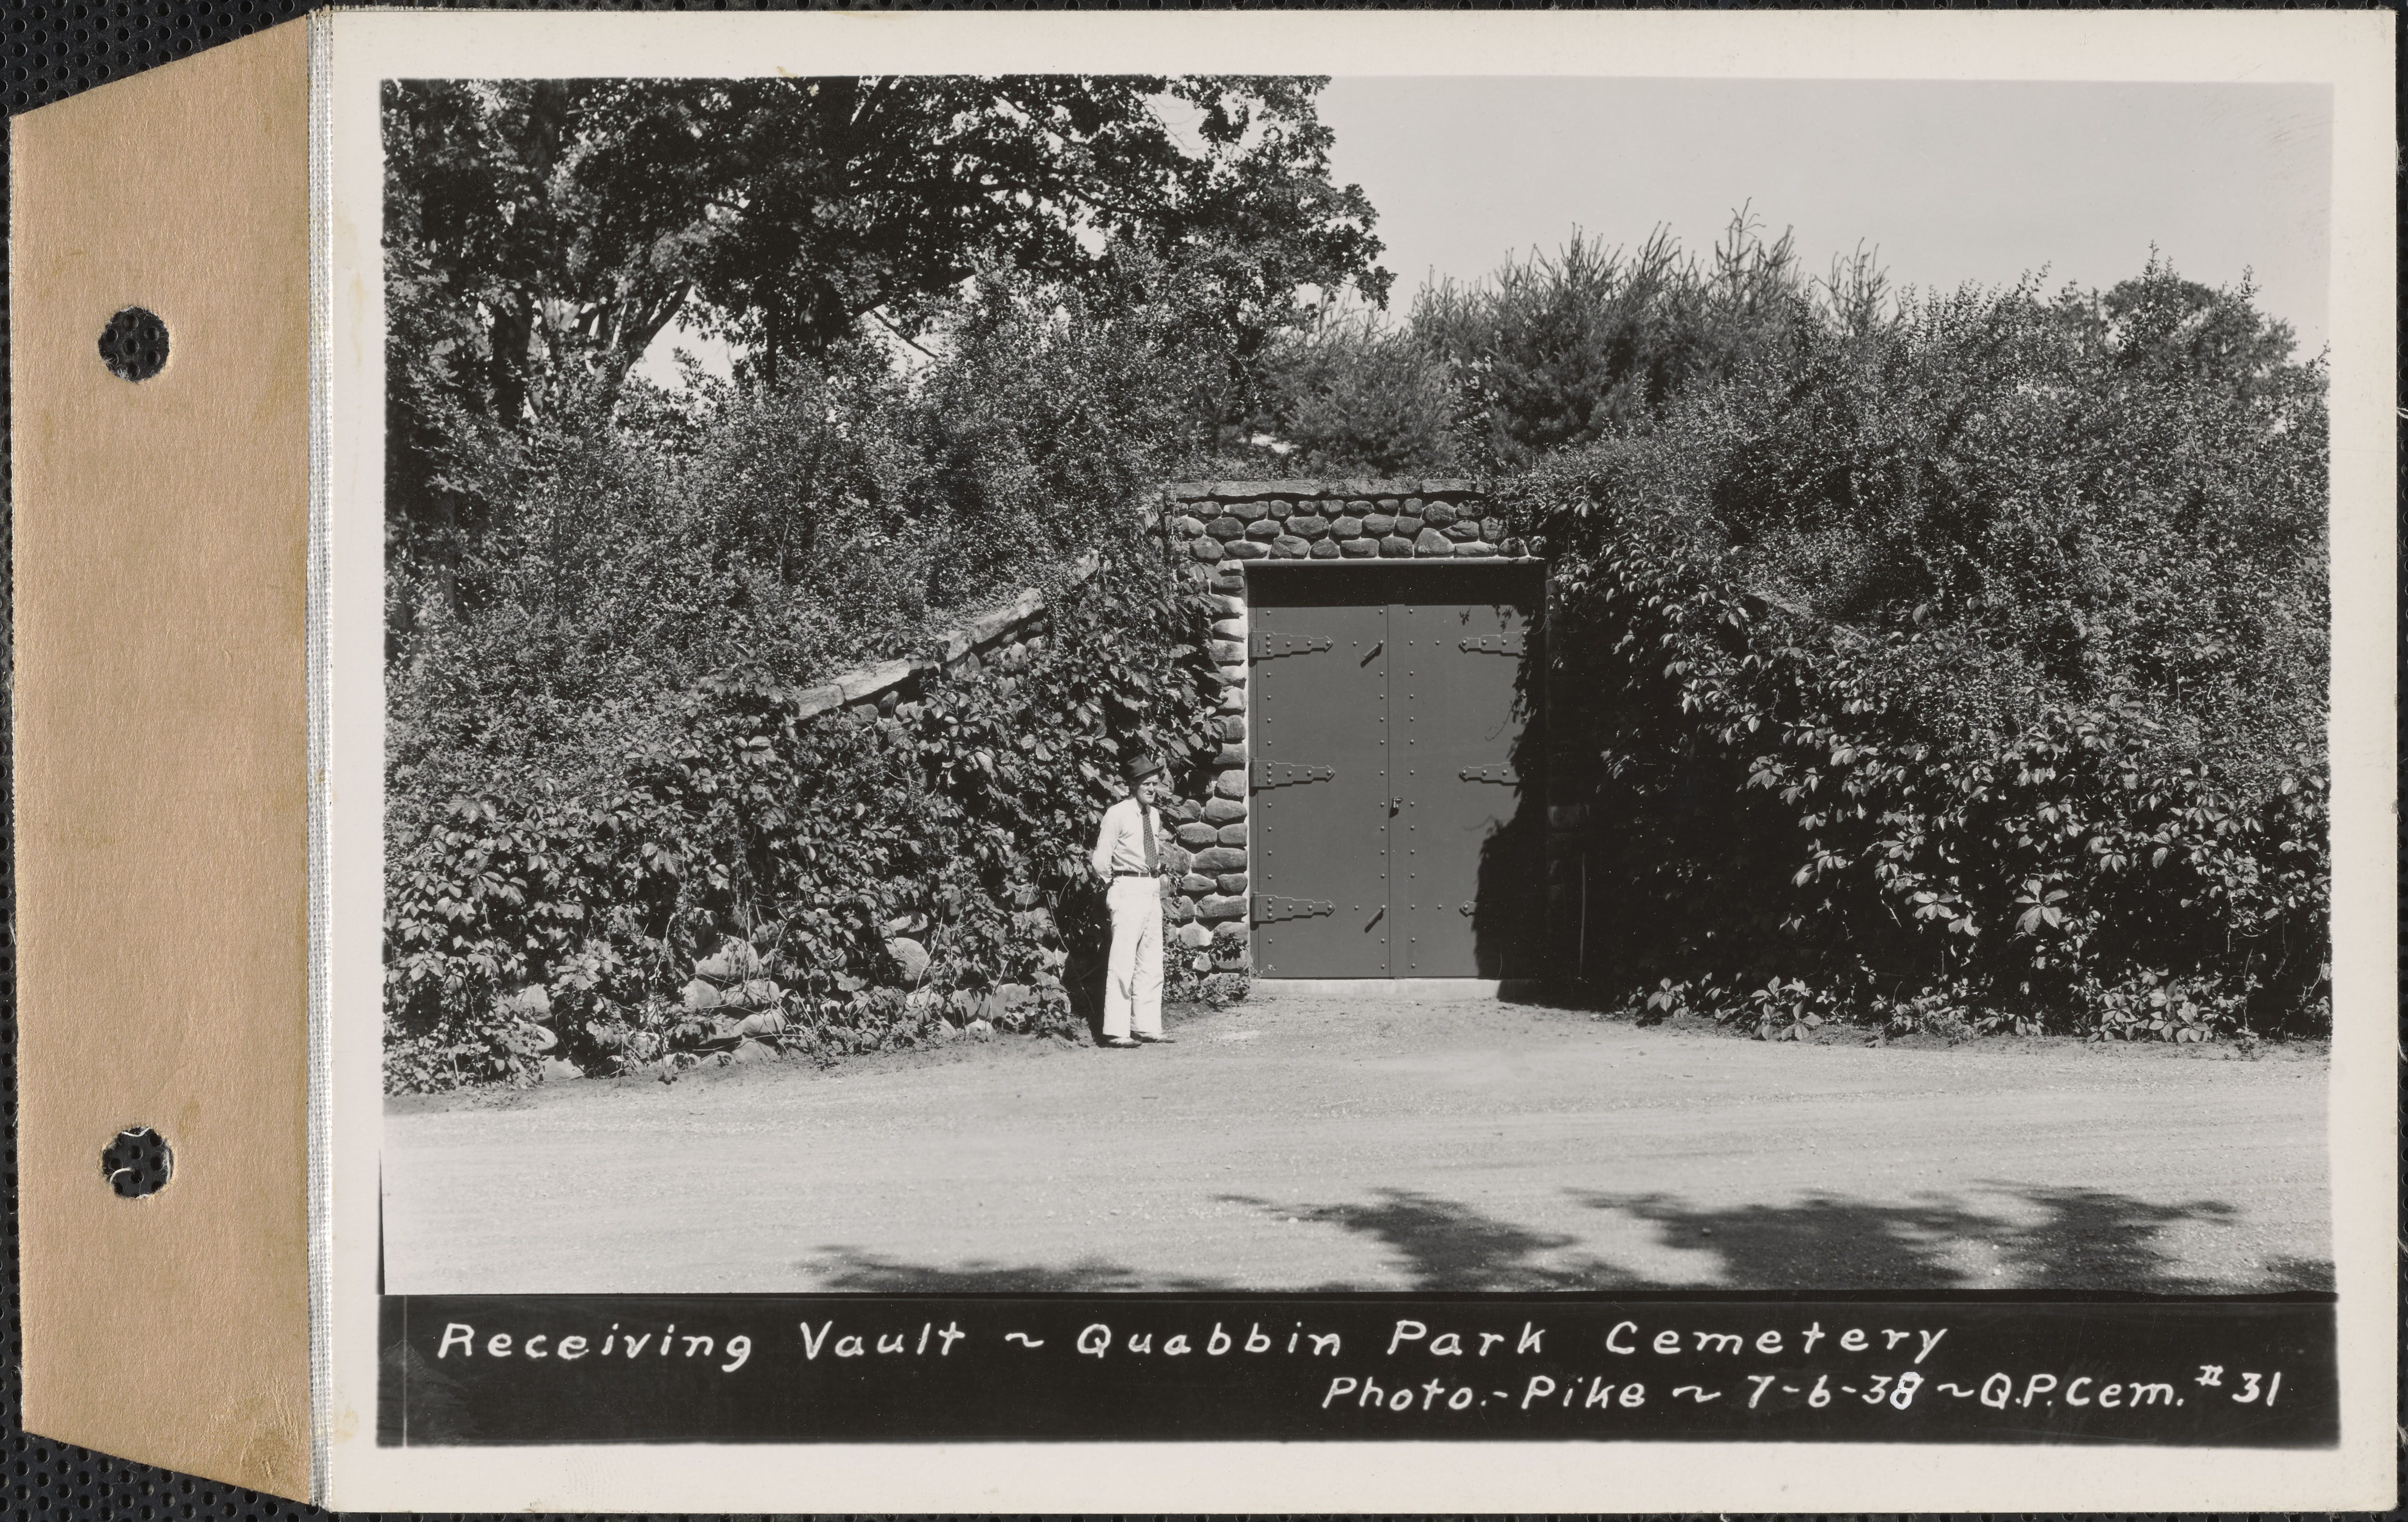 Receiving Vault ~ Quabbin Park Cemetery
Photo.-Pike ~ 7-6-38 ~ Q.P.Cem. # 31